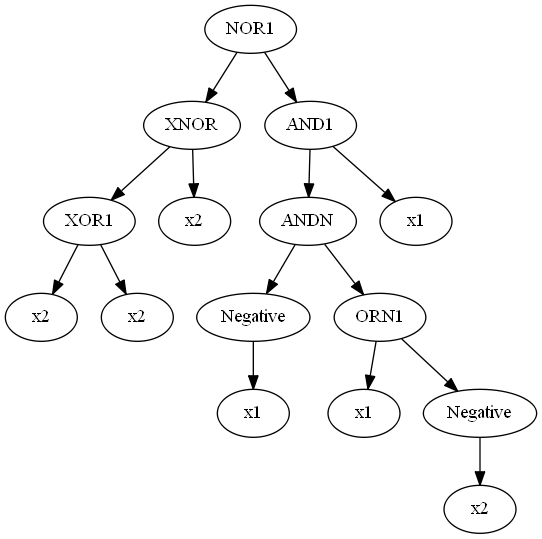 NOR1
XNOR
AND1
XOR1
x2
ANDN
x1
x2
x2
Negative
ORN1
x1
x1
Negative
x2